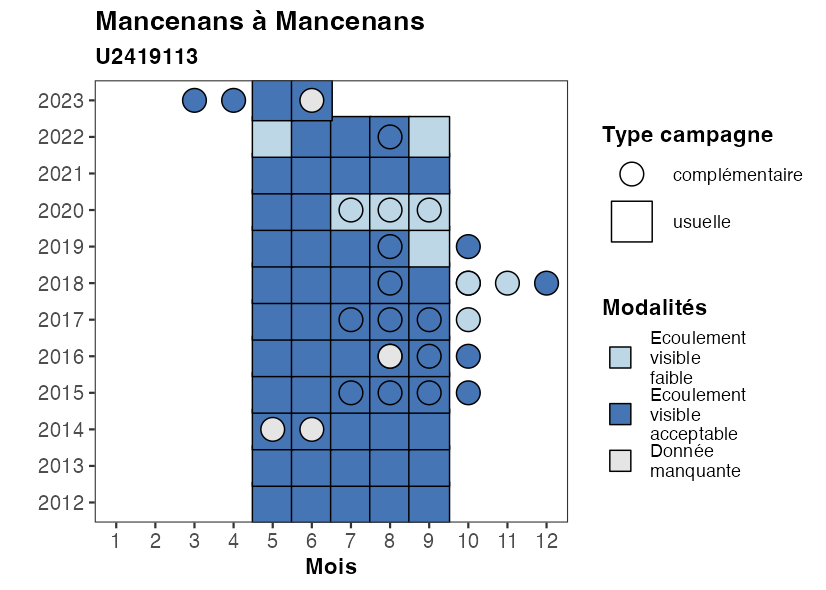 Mancenans à Mancenans
U2419113
2023
2022
2021
2020
2019
2018
2017
2016
2015
2014
2013
2012
1 2 3 4 5 6 7 8 9 10 11 12
Mois
Type campagne
complémentaire
usuelle
Modalités
Ecoulement
visible
faible
Ecoulement
visible
acceptable
Donnée
manquante